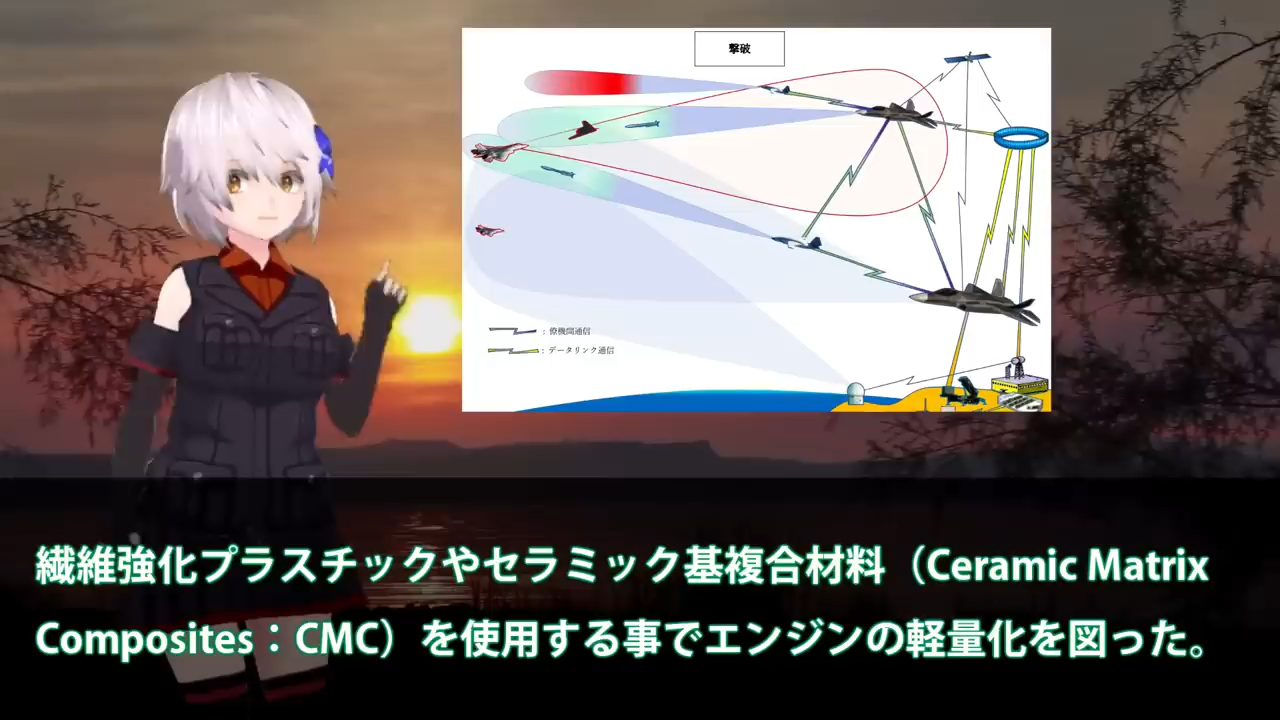 撃破
：僚機間通信
：データリンク通信
繊維強化プラスチックやセラミック基複合材料（Ceramic Matrix
Composites：CMC）を使用する事でエンジンの軽量化を図った。